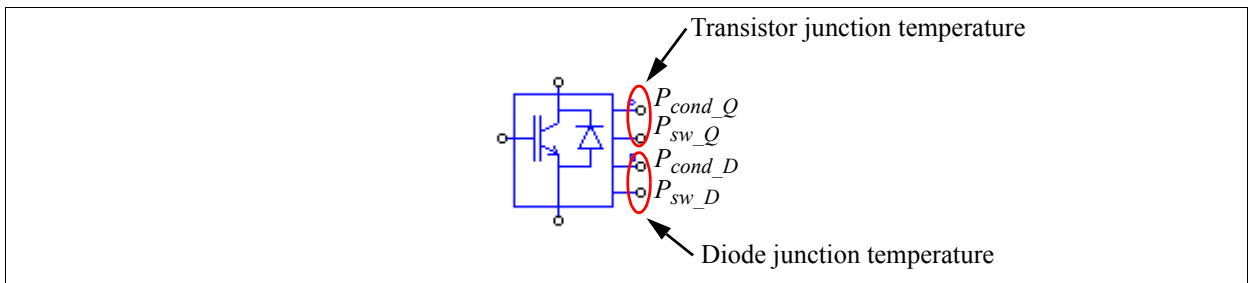 Transistor junction temperature
P_cond_Q
P_sw_Q
P_cond_D
P_sw_D
Diode junction temperature